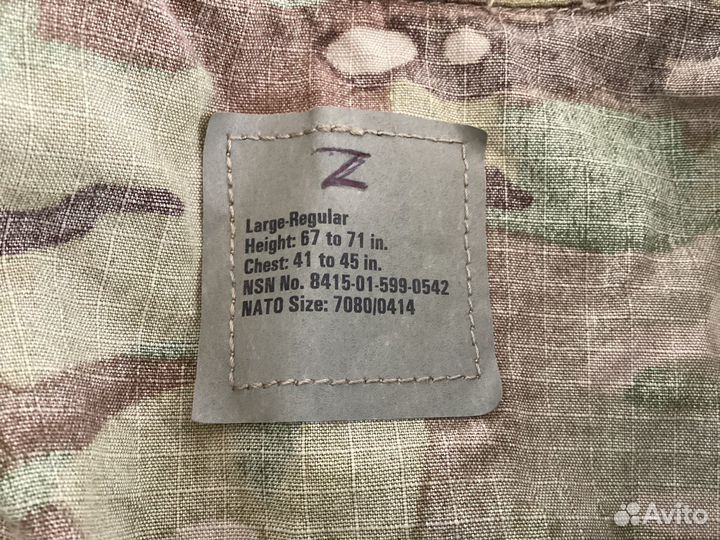 Z
Large-Regular
Height: 67 to 71 in.
Chest: 41 to 45 in.
NSN No. 8415-01-599-0542
NATO Size: 7080/0414
Avito